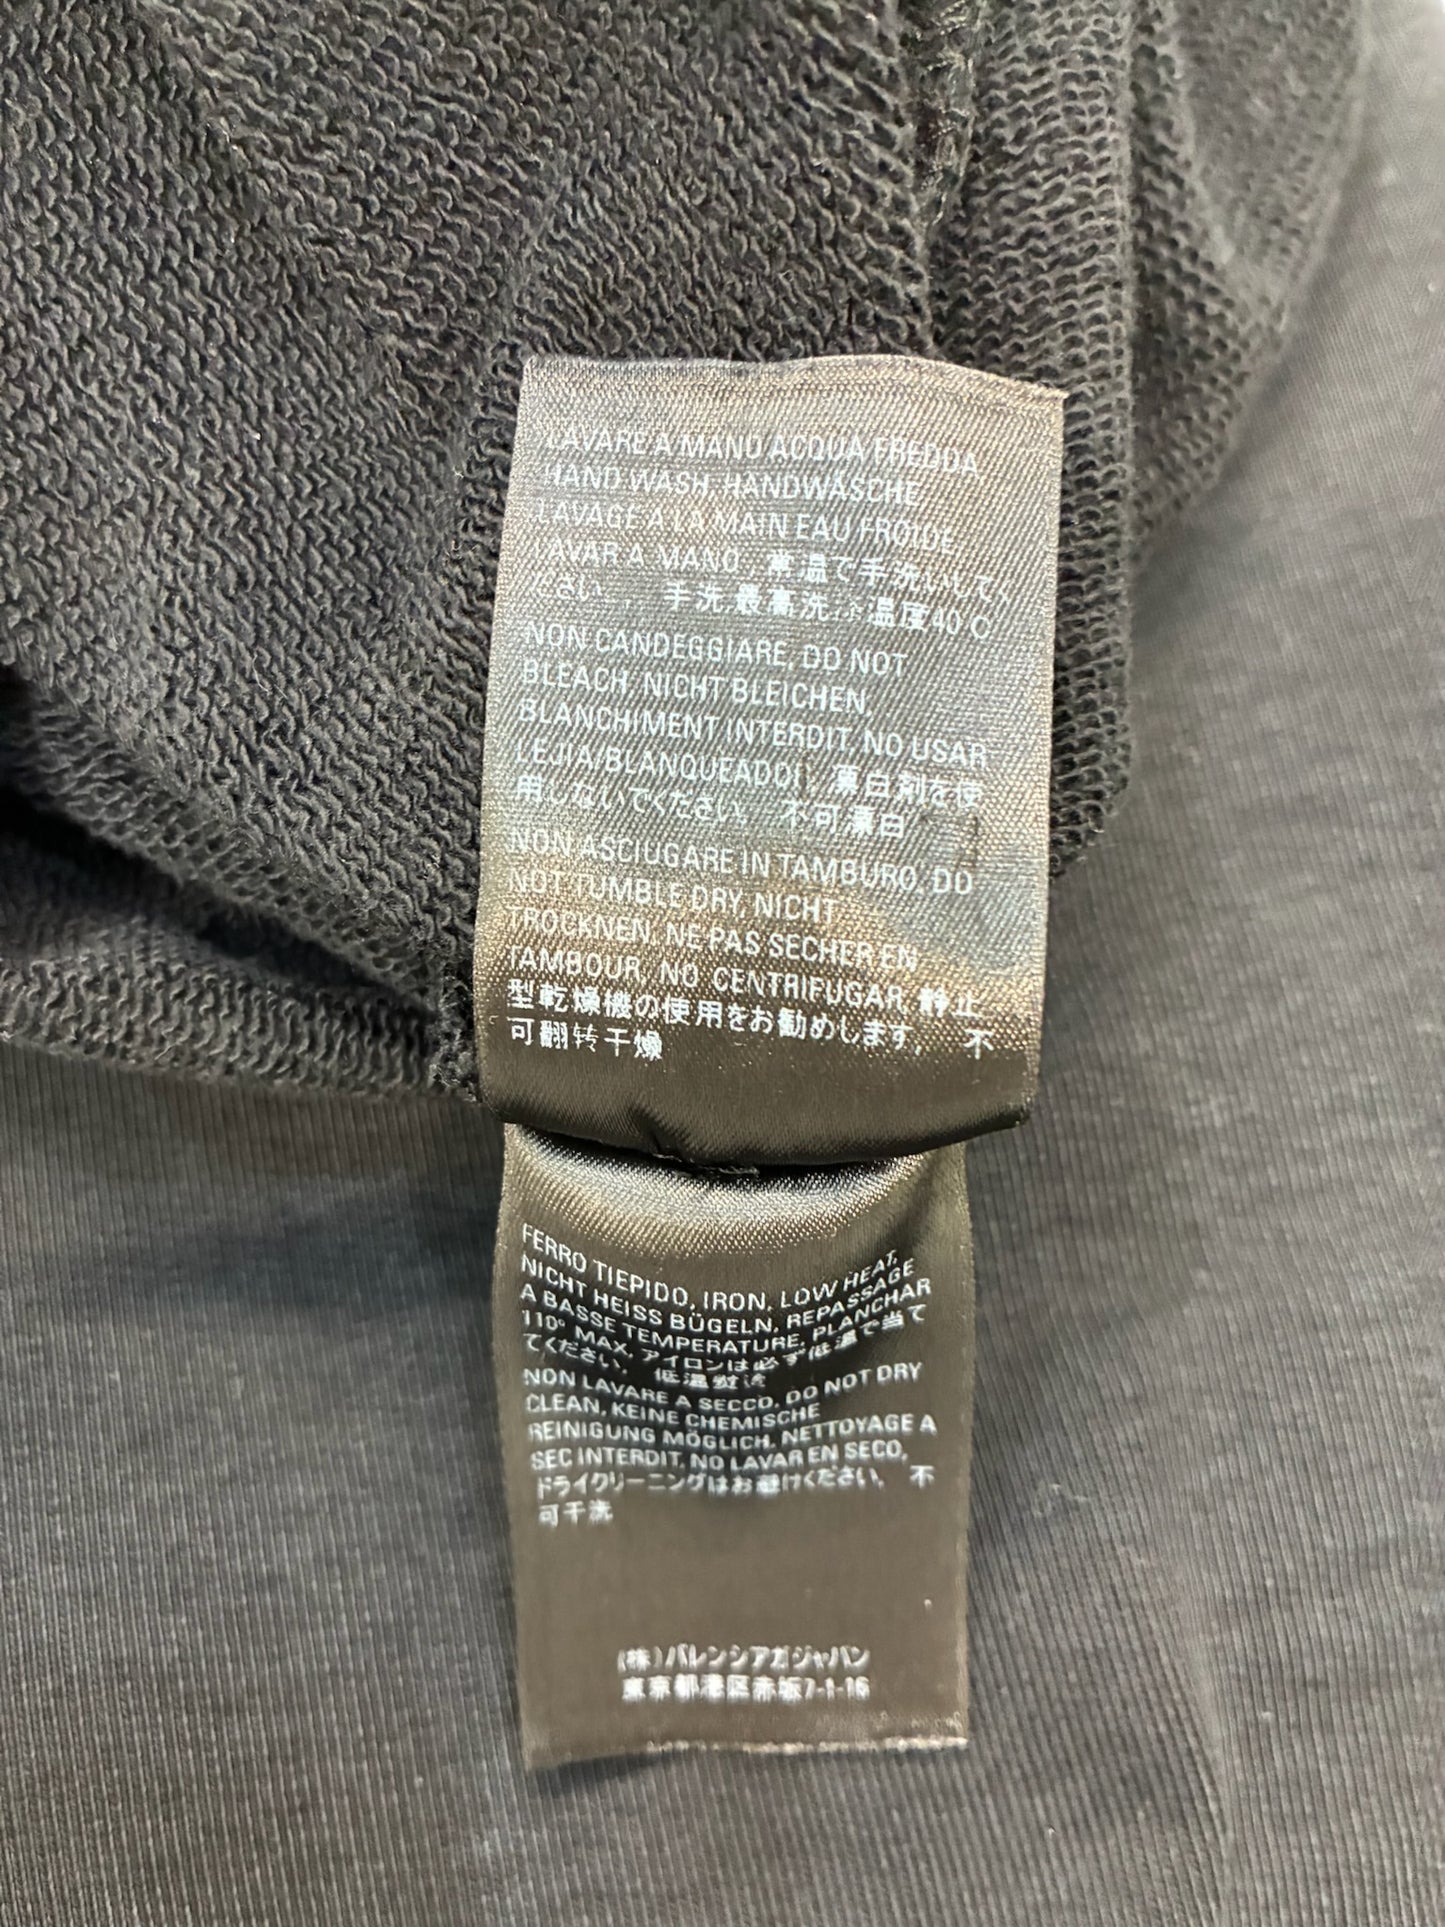 LAVARE A MANO ACQUA FREDDA
HAND WASH, HANDWÄSCHE
LAVAGE A LA MAIN EAU FROIDE,
LAVAR A MANO, 常温で手洗いしてく
ださい 手洗,最高洗 温度40 C
NON CANDEGGIARE, DO NOT
BLEACH, NICHT BLEICHEN,
BLANCHIMENT INTERDIT, NO USAR
LEJIA/BLANQUEADO 漂白剤を使
用しないでください 不可漂白
NON ASCIUGARE IN TAMBURO, DO
NOT TUMBLE DRY, NICHT
TROCKNEN, NE PAS SECHER EN
TAMBOUR, NO CENTRIFUGAR, 静止
型乾燥機の使用をお勧めします, 不
可翻转干燥
FERRO TIEPIDO, IRON, LOW HEAT,
NICHT HEISS BÜGELN, REPASSAGE
A BASSE TEMPERATURE, PLANCHAR
110° MAX, アイロンは必ず低温で当て
てください, 低温
NON LAVARE A SECCO, DO NOT DRY
CLEAN, KEINE CHEMISCHE
REINIGUNG MÖGLICH, NETTOYAGE A
SEC INTERDIT, NO LAVAR EN SECO,
ドライクリーニングはお避けください, 不
可干洗
(株)バレンシアガジャパン
東京都港区赤坂7-1-16